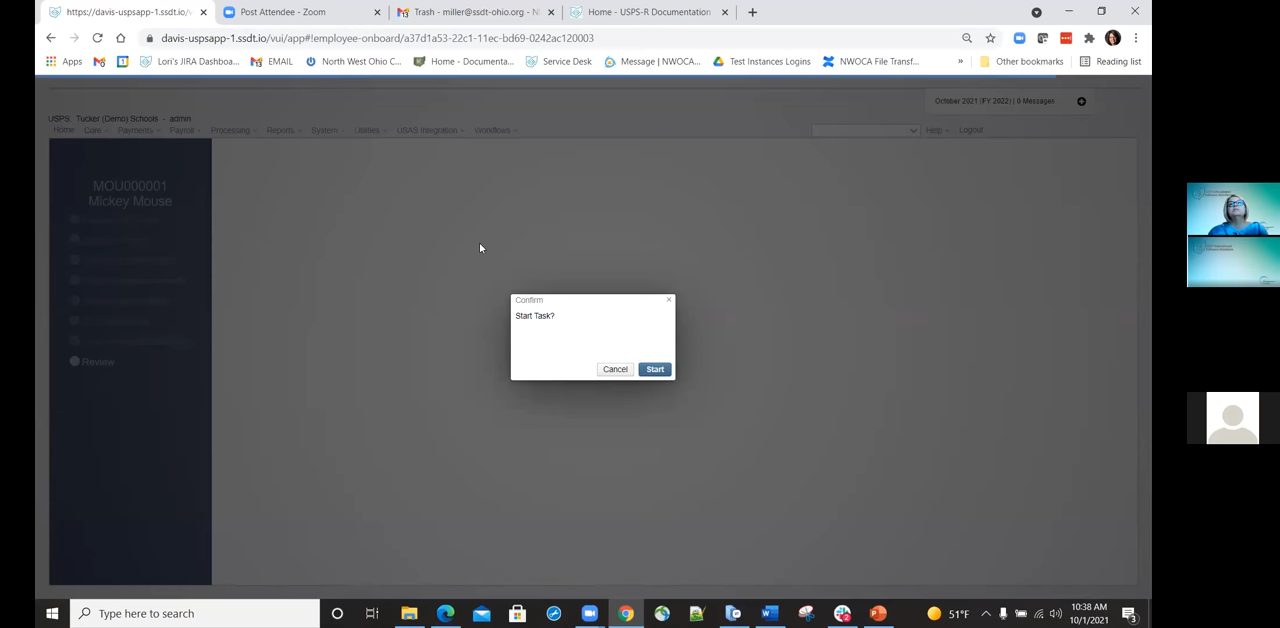 https://davis-uspsapp-1.ssdt.io/v
Post Attendee - Zoom
Trash - miller@ssdt-ohio.org - N
Home - USPS-R Documentation
davis-uspsapp-1.ssdt.io/vui/app#!employee-onboard/a37d1a53-22c1-11ec-bd69-0242ac120003
Apps
Lori's JIRA Dashboa...
EMAIL
North West Ohio C...
Home - Documenta...
Service Desk
Message | NWOCA...
Test Instances Logins
NWOCA File Transf...
»
Other bookmarks
Reading list
October 2021 (FY 2022) | 0 Messages
USPS: Tucker (Demo) Schools - admin
Home Core Payments Payroll Processing Reports System Utilities USAS Integration Workflows Help Logout
MOU000001
Mickey Mouse
Review
Confirm
Start Task?
Cancel
Start
Type here to search
51°F
10:38 AM
10/1/2021
3